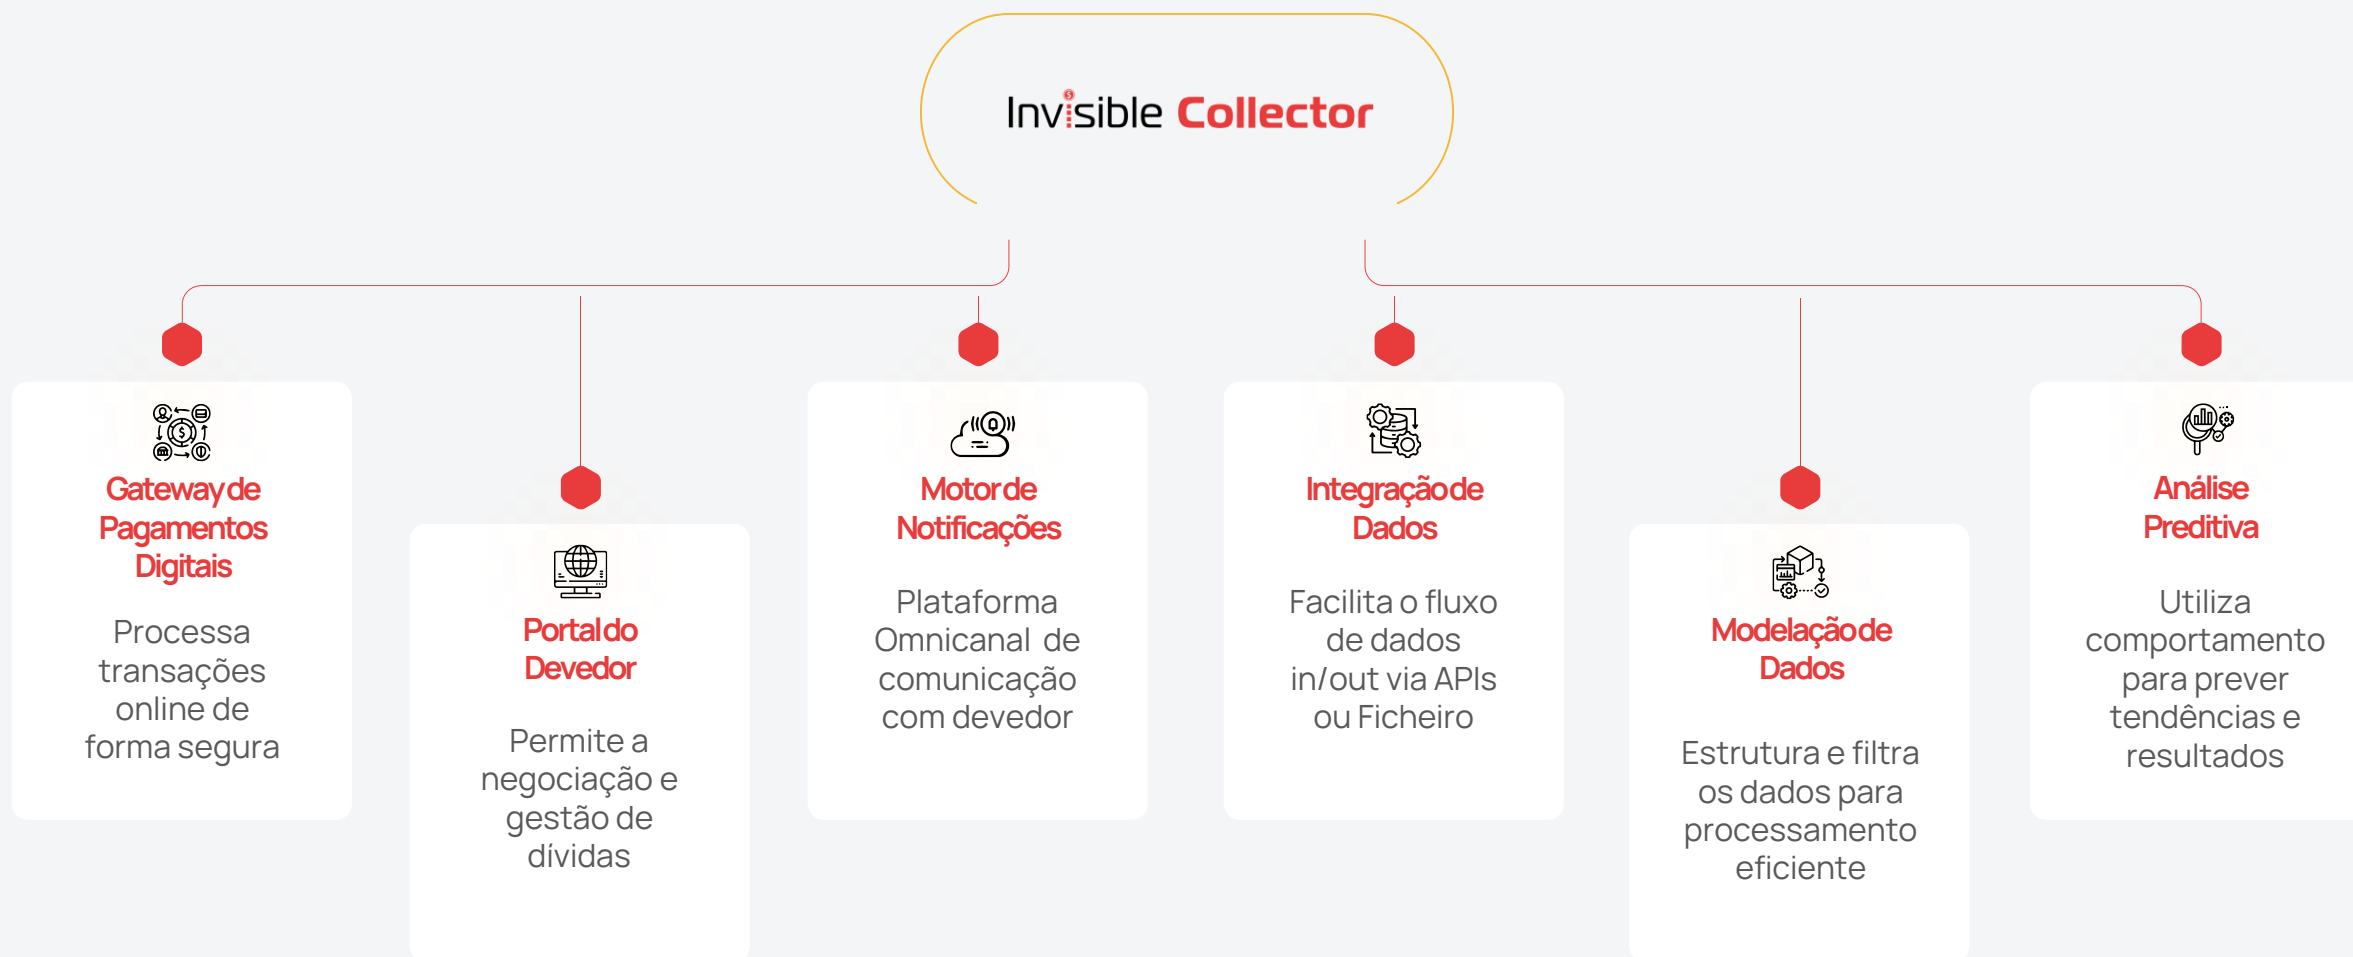 Invisible Collector
Gateway de
Pagamentos
Digitais
Processa
transações
online de
forma segura
Portal do
Devedor
Permite a
negociação e
gestão de
dívidas
Motor de
Notificações
Plataforma
Omnicanal de
comunicação
com devedor
Integração de
Dados
Facilita o fluxo
de dados
in/out via APIs
ou Ficheiro
Modelação de
Dados
Estrutura e filtra
os dados para
processamento
eficiente
Análise
Preditiva
Utiliza
comportamento
para prever
tendências e
resultados